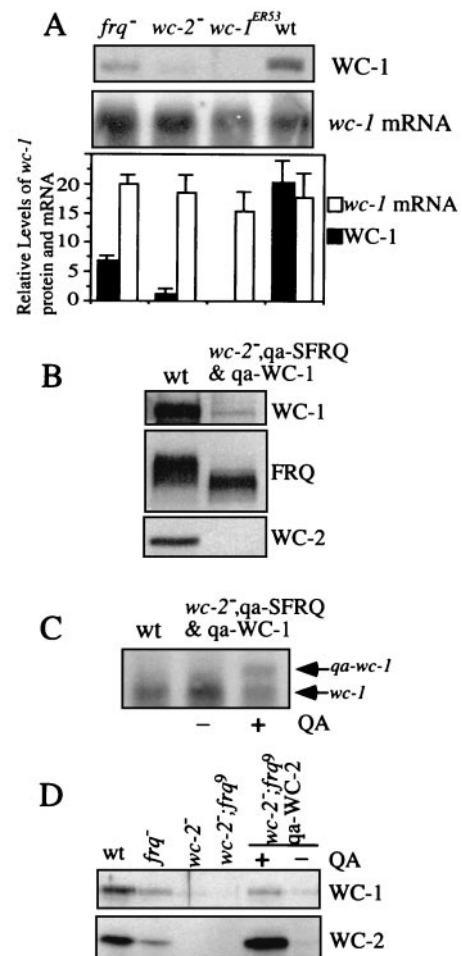 A
frq⁻ wc-2⁻ wc-1ᴱᴿ⁵³ wt
WC-1
wc-1 mRNA
Relative Levels of wc-1
protein and mRNA
20
15
10
5
0
wc-1 mRNA
WC-1
B
wt
wc-2⁻,qa-SFRQ
& qa-WC-1
WC-1
FRQ
WC-2
C
wt
wc-2⁻,qa-SFRQ
& qa-WC-1
qa-wc-1
wc-1
– + QA
D
wt
frq⁻
wc-2⁻
wc-2⁻;frq⁹
wc-2⁻;frq⁹
qa-WC-2
+ – QA
WC-1
WC-2